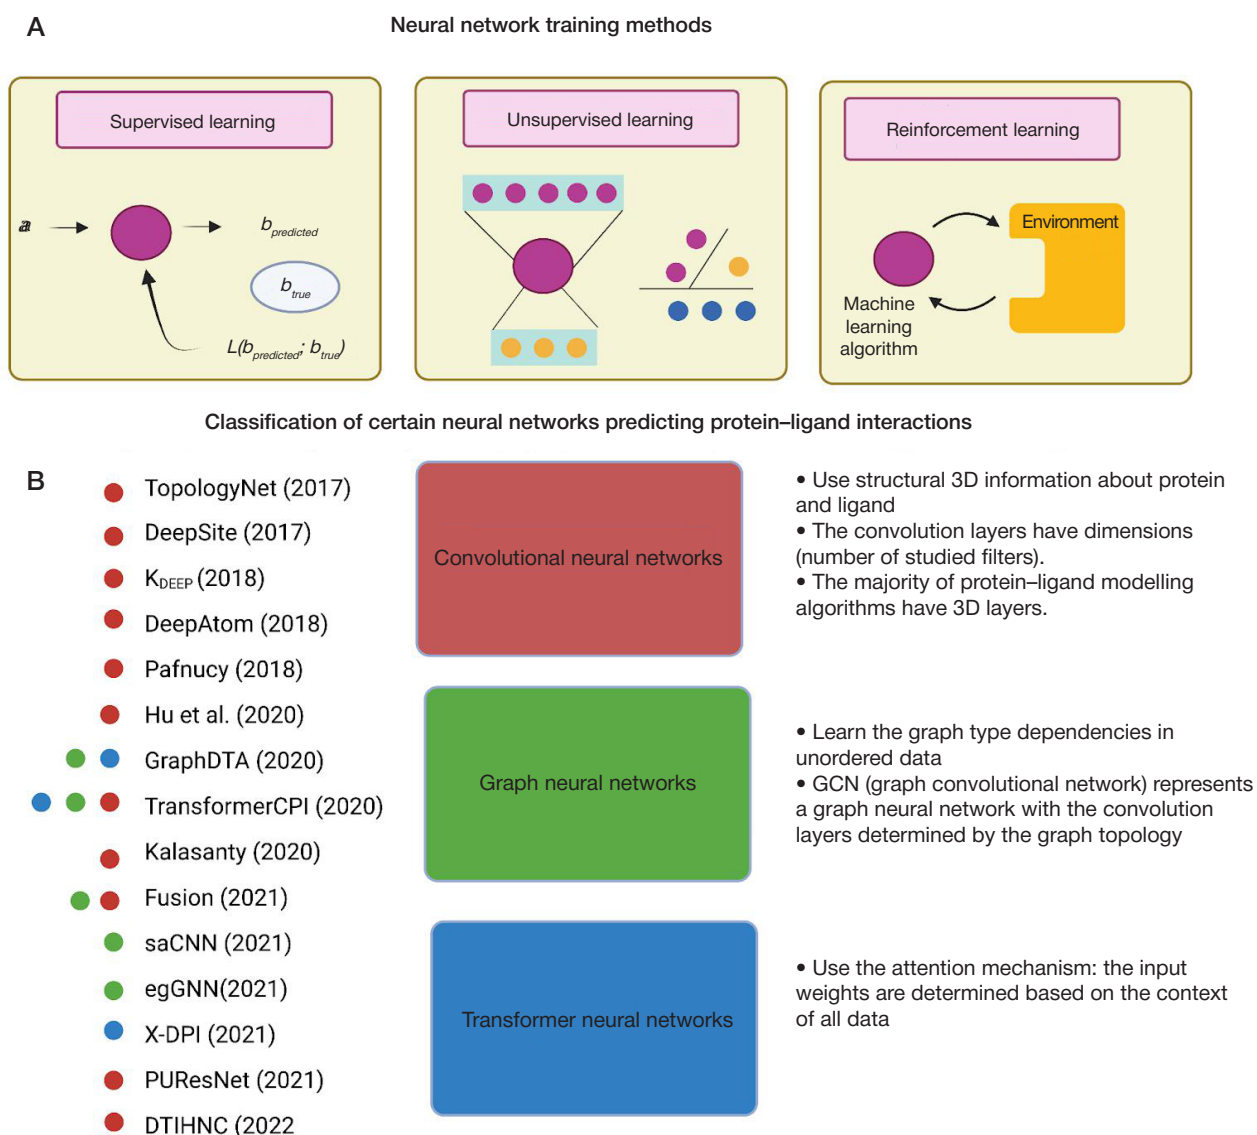 A
Neural network training methods
Supervised learning
a
b predicted
b true
L(b predicted; b true)
Unsupervised learning
Reinforcement learning
Environment
Machine
learning
algorithm
Classification of certain neural networks predicting protein–ligand interactions
B
TopologyNet (2017)
DeepSite (2017)
KDEEP (2018)
DeepAtom (2018)
Pafnucy (2018)
Hu et al. (2020)
GraphDTA (2020)
TransformerCPI (2020)
Kalasanty (2020)
Fusion (2021)
saCNN (2021)
egGNN(2021)
X-DPI (2021)
PUResNet (2021)
DTIHNC (2022
Convolutional neural networks
• Use structural 3D information about protein
and ligand
• The convolution layers have dimensions
(number of studied filters).
• The majority of protein–ligand modelling
algorithms have 3D layers.
Graph neural networks
• Learn the graph type dependencies in
unordered data
• GCN (graph convolutional network) represents
a graph neural network with the convolution
layers determined by the graph topology
Transformer neural networks
• Use the attention mechanism: the input
weights are determined based on the context
of all data